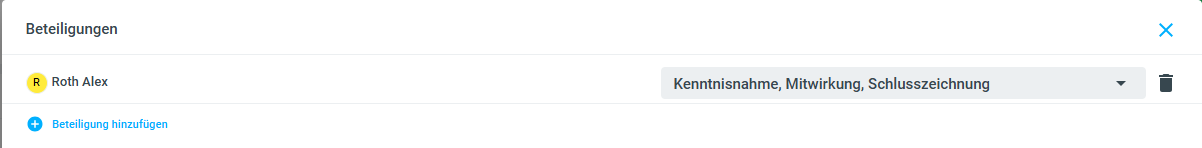 Beteiligungen
R Roth Alex
Kenntnisnahme, Mitwirkung, Schlusszeichnung
Beteiligung hinzufügen